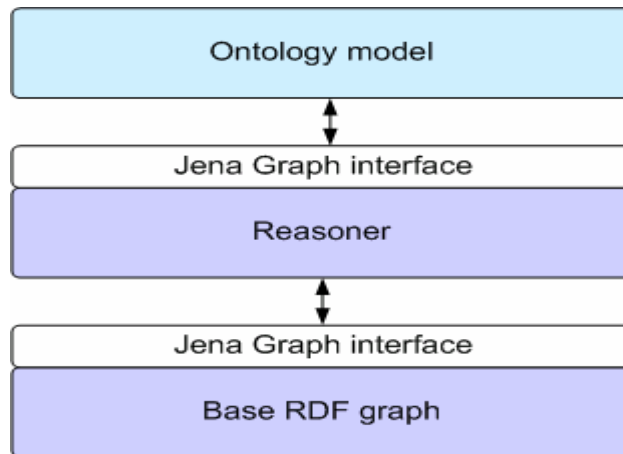 Ontology model
Jena Graph interface
Reasoner
Jena Graph interface
Base RDF graph